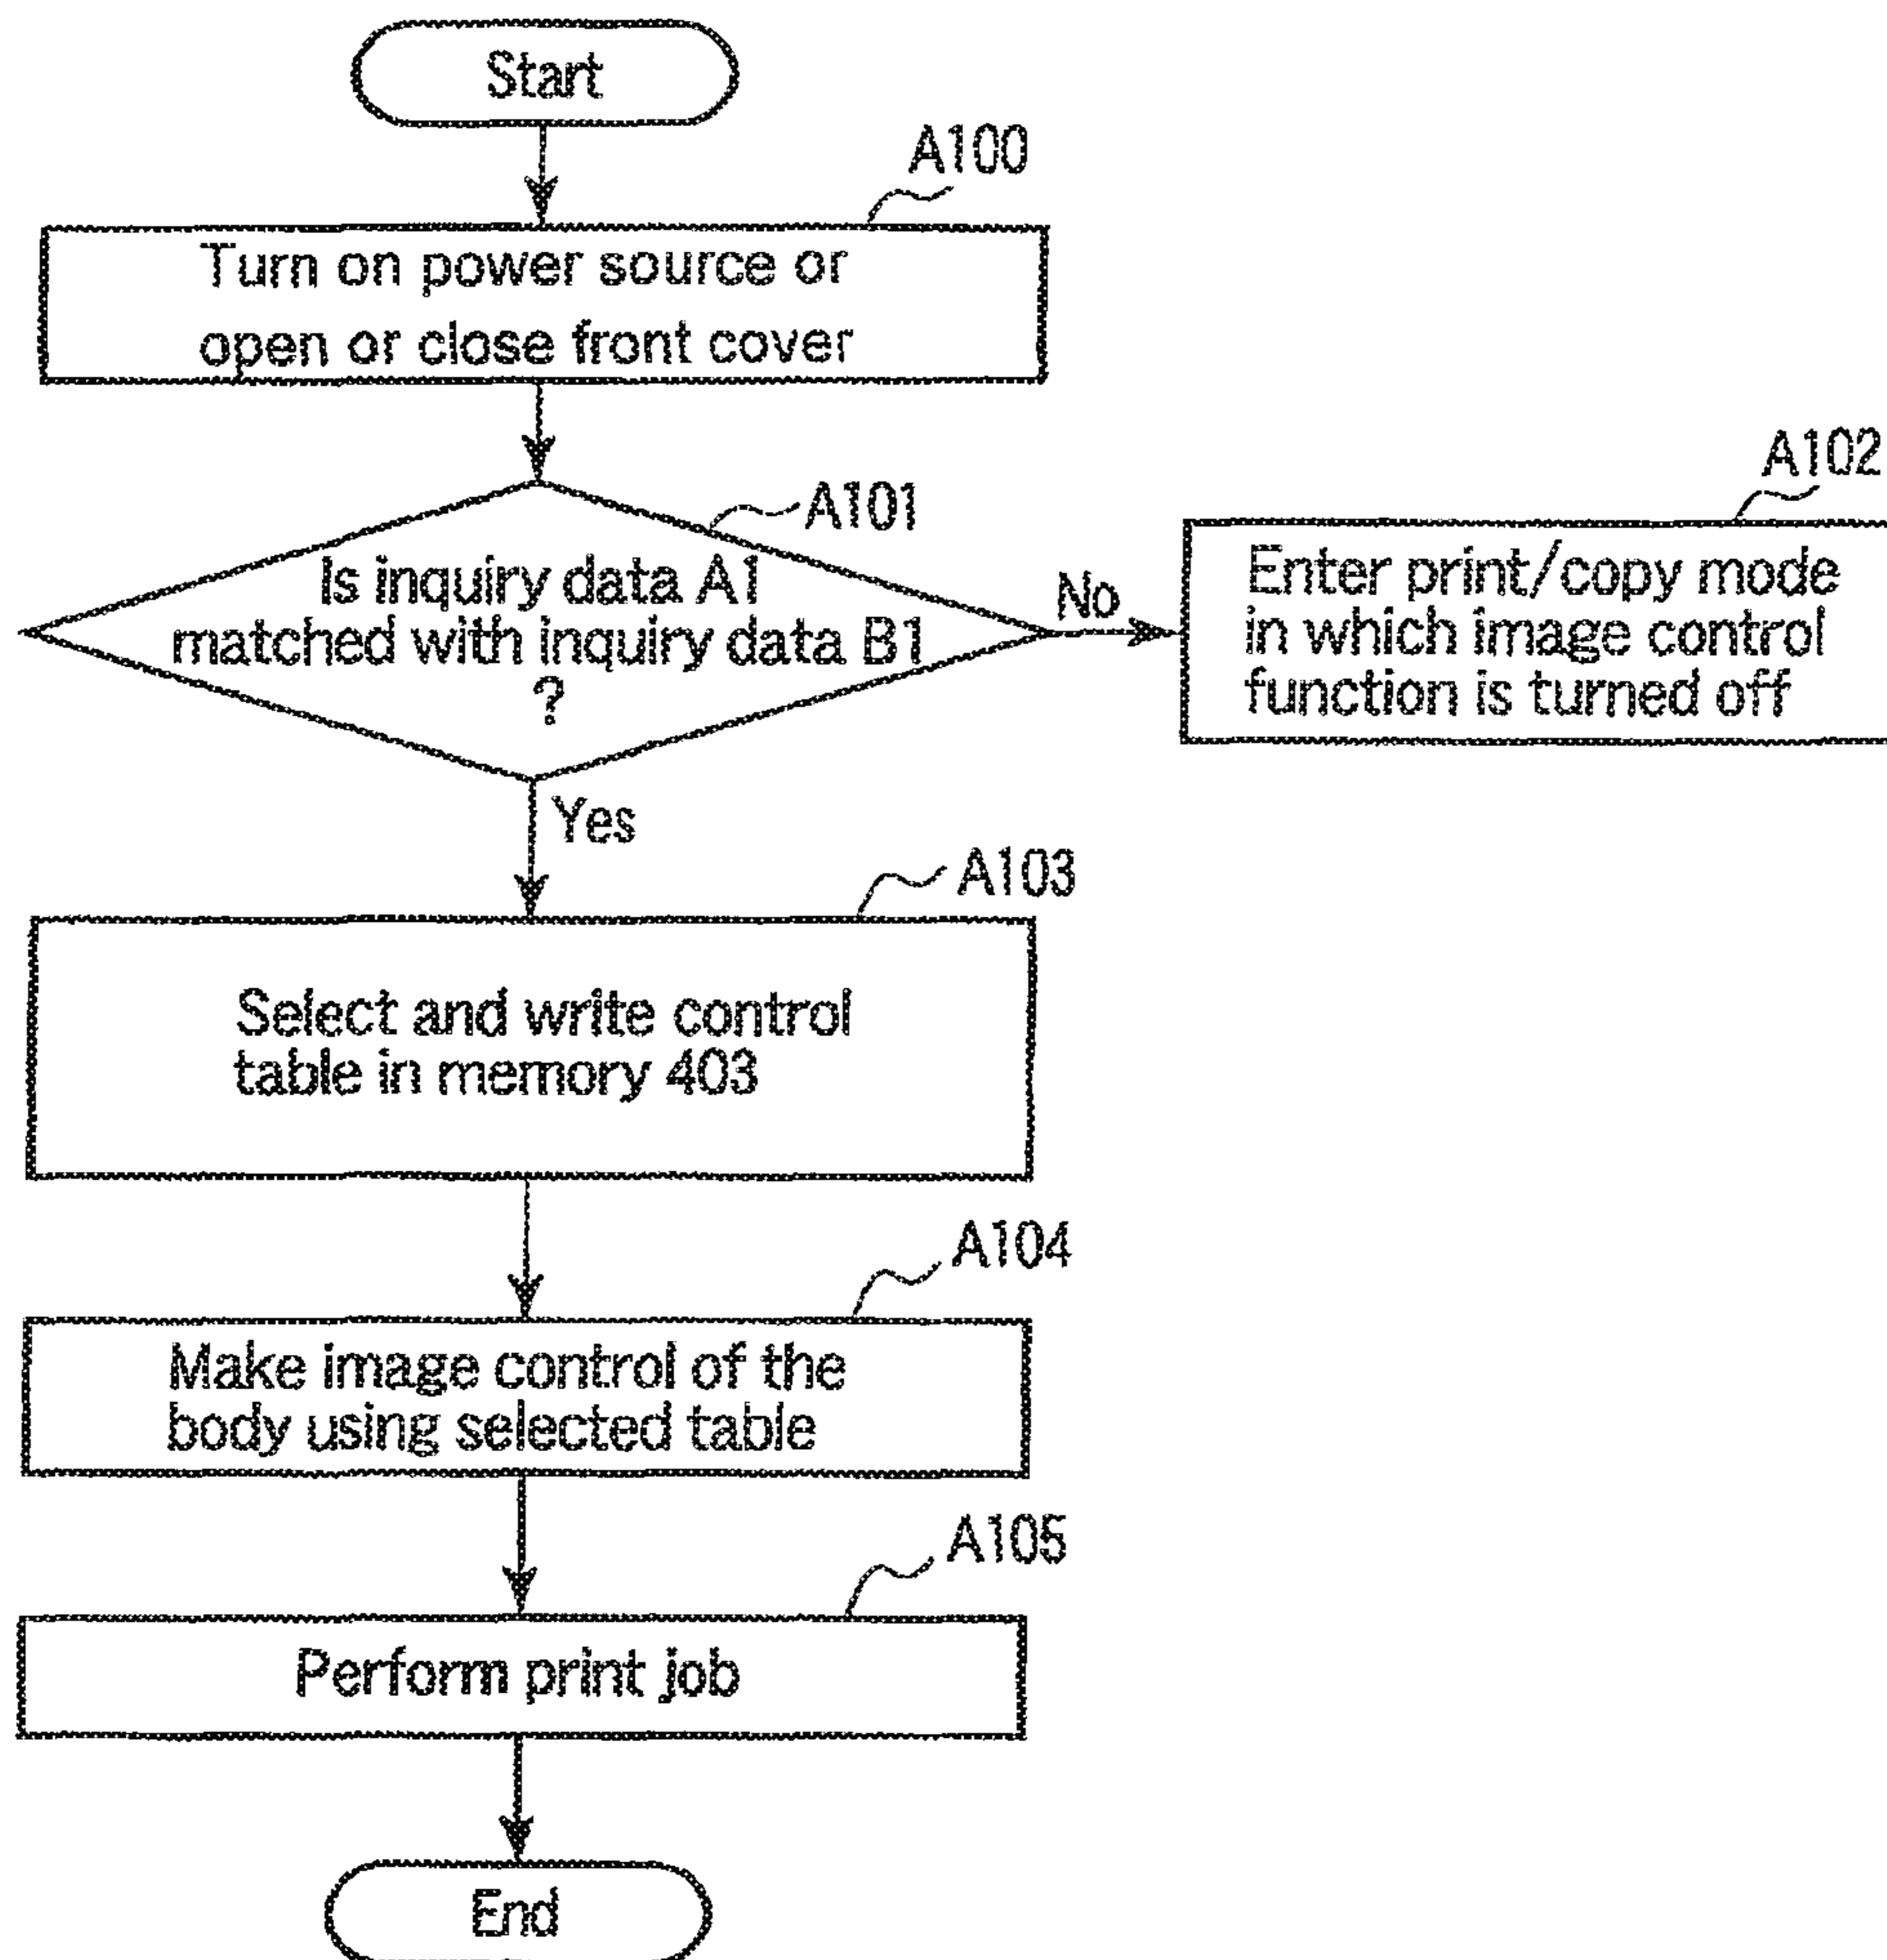 Start
A100
Turn on power source or
open or close front cover
A101
Is inquiry data A1
matched with inquiry data B1
?
No
A102
Enter print/copy mode
in which image control
function is turned off
Yes
A103
Select and write control
table in memory 403
A104
Make image control of the
body using selected table
A105
Perform print job
End